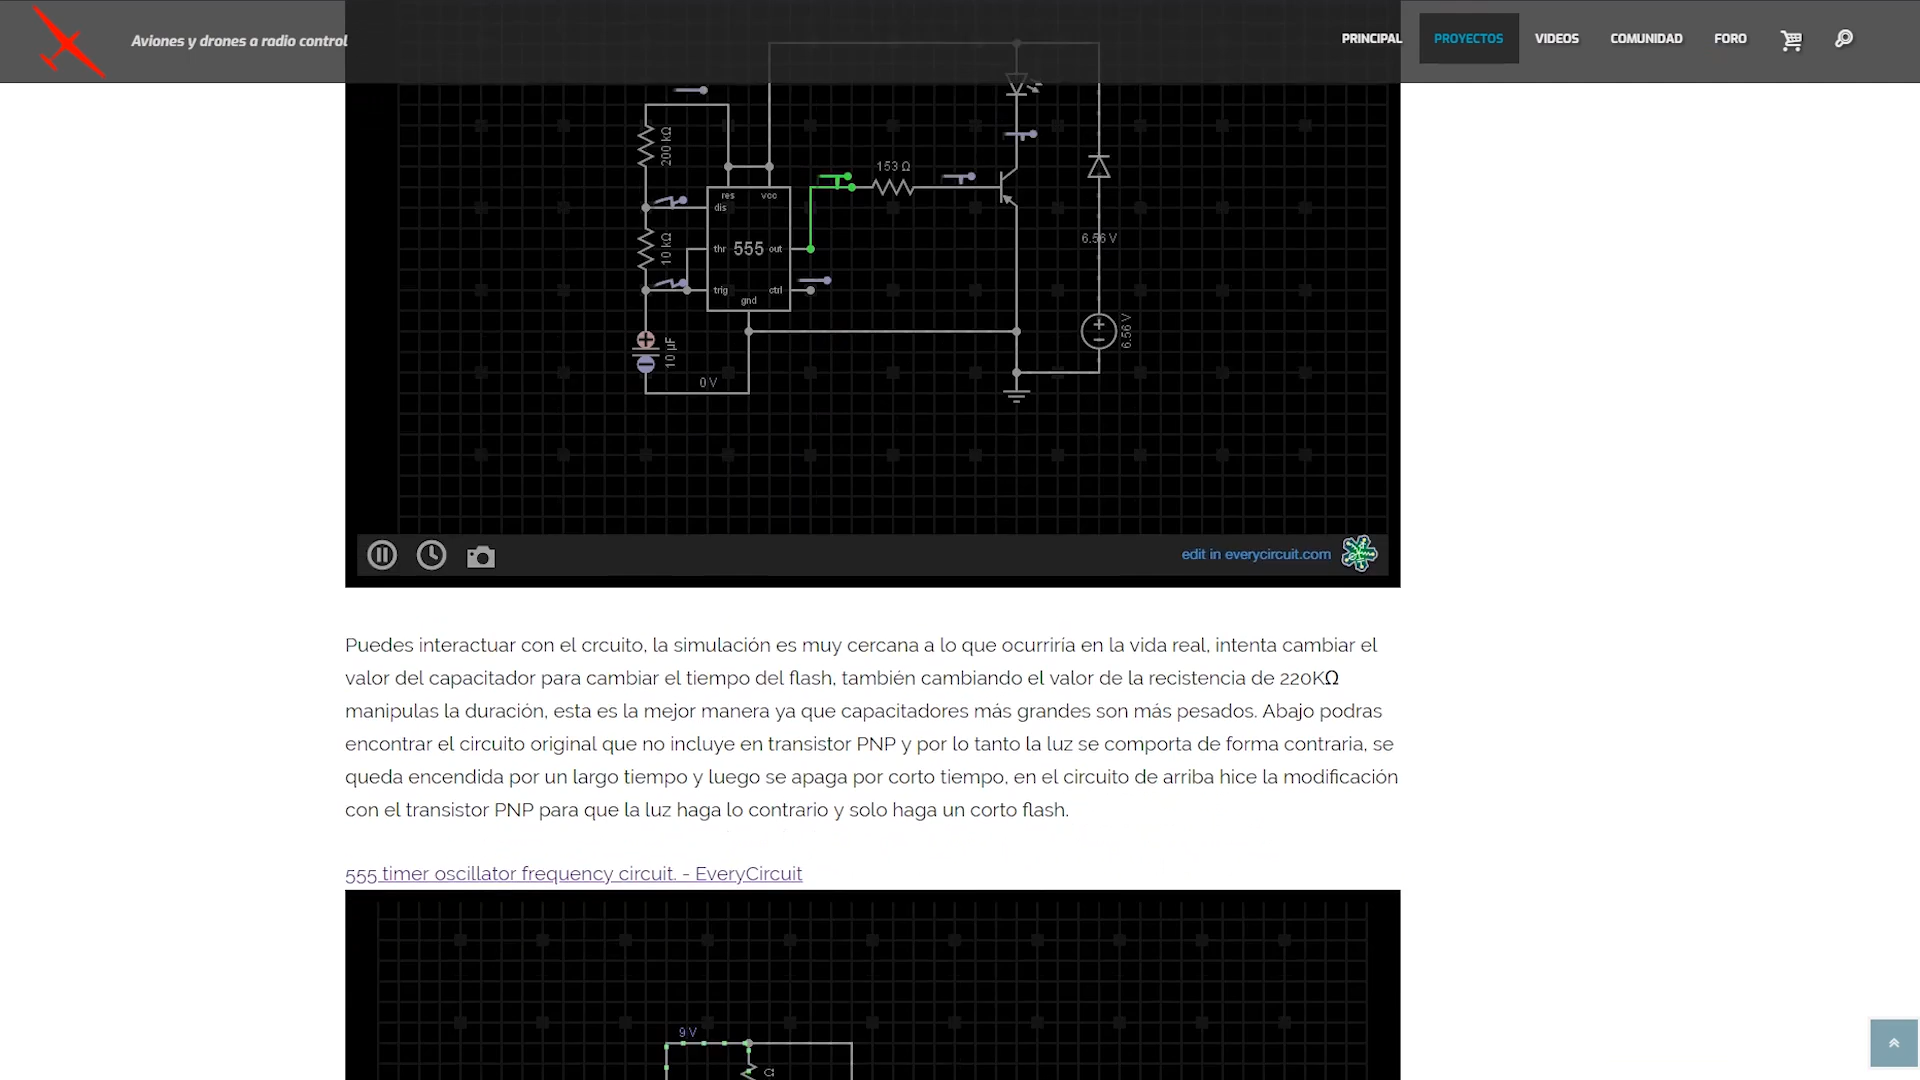 Aviones y drones a radio control
PRINCIPAL PROYECTOS VIDEOS COMUNIDAD FORO
200 kΩ
10 kΩ
10 µF
0 V
res vcc
dis
thr 555 out
trig ctrl
gnd
153 Ω
6.56 V
6.56 V
edit in everycircuit.com
Puedes interactuar con el crcuito, la simulación es muy cercana a lo que ocurriría en la vida real, intenta cambiar el
valor del capacitador para cambiar el tiempo del flash, también cambiando el valor de la recistencia de 220KΩ
manipulas la duración, esta es la mejor manera ya que capacitadores más grandes son más pesados. Abajo podras
encontrar el circuito original que no incluye en transistor PNP y por lo tanto la luz se comporta de forma contraria, se
queda encendida por un largo tiempo y luego se apaga por corto tiempo, en el circuito de arriba hice la modificación
con el transistor PNP para que la luz haga lo contrario y solo haga un corto flash.
555 timer oscillator frequency circuit. - EveryCircuit
9 V